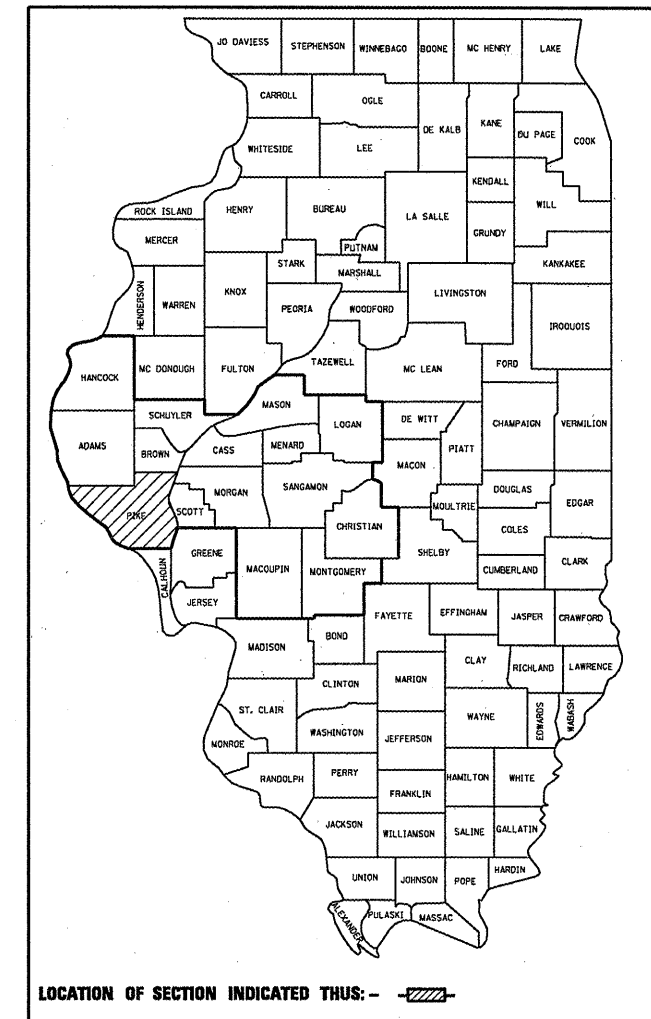 JO DAVIESS
STEPHENSON
WINNEBAGO
BOONE
MC HENRY
LAKE
CARROLL
OGLE
DE KALB
KANE
DU PAGE
COOK
WHITESIDE
LEE
KENDALL
WILL
ROCK ISLAND
HENRY
BUREAU
LA SALLE
GRUNDY
MERCER
PUTNAM
KANKAKEE
STARK
MARSHALL
HENDERSON
WARREN
KNOX
PEORIA
WOODFORD
LIVINGSTON
IROQUOIS
HANCOCK
MC DONOUGH
FULTON
TAZEWELL
MC LEAN
FORD
SCHUYLER
MASON
LOGAN
DE WITT
CHAMPAIGN
VERMILION
ADAMS
BROWN
CASS
MENARD
MACON
PIATT
PIKE
SCOTT
MORGAN
SANGAMON
MOULTRIE
DOUGLAS
EDGAR
CHRISTIAN
COLES
CALHOUN
GREENE
MACOUPIN
MONTGOMERY
SHELBY
CUMBERLAND
CLARK
JERSEY
FAYETTE
EFFINGHAM
JASPER
CRAWFORD
MADISON
BOND
CLAY
RICHLAND
LAWRENCE
CLINTON
MARION
ST. CLAIR
WAYNE
EDWARDS
WABASH
MONROE
WASHINGTON
JEFFERSON
RANDOLPH
PERRY
HAMILTON
WHITE
FRANKLIN
JACKSON
WILLIAMSON
SALINE
GALLATIN
UNION
JOHNSON
POPE
HARDIN
ALEXANDER
PULASKI
MASSAC
LOCATION OF SECTION INDICATED THUS: -